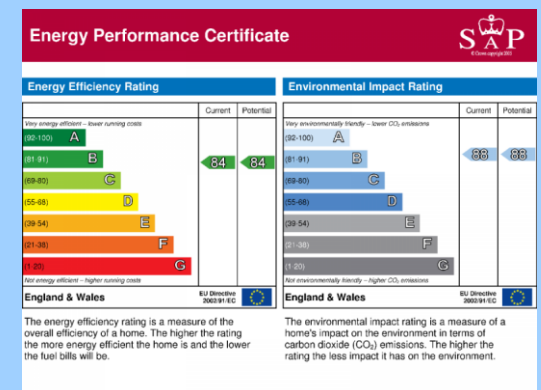 Energy Performance Certificate
SAP
© Crown copyright 2005
Energy Efficiency Rating
Current Potential
Very energy efficient – lower running costs
(92-100) A
(81-91) B 84 84
(69-80) C
(55-68) D
(39-54) E
(21-38) F
(1-20) G
Not energy efficient – higher running costs
England & Wales
EU Directive
2002/91/EC
The energy efficiency rating is a measure of the
overall efficiency of a home. The higher the rating
the more energy efficient the home is and the lower
the fuel bills will be.
Environmental Impact Rating
Current Potential
Very environmentally friendly – lower CO₂ emissions
(92-100) A
(81-91) B 88 88
(69-80) C
(55-68) D
(39-54) E
(21-38) F
(1-20) G
Not environmentally friendly – higher CO₂ emissions
England & Wales
EU Directive
2002/91/EC
The environmental impact rating is a measure of a
home's impact on the environment in terms of
carbon dioxide (CO₂) emissions. The higher the
rating the less impact it has on the environment.